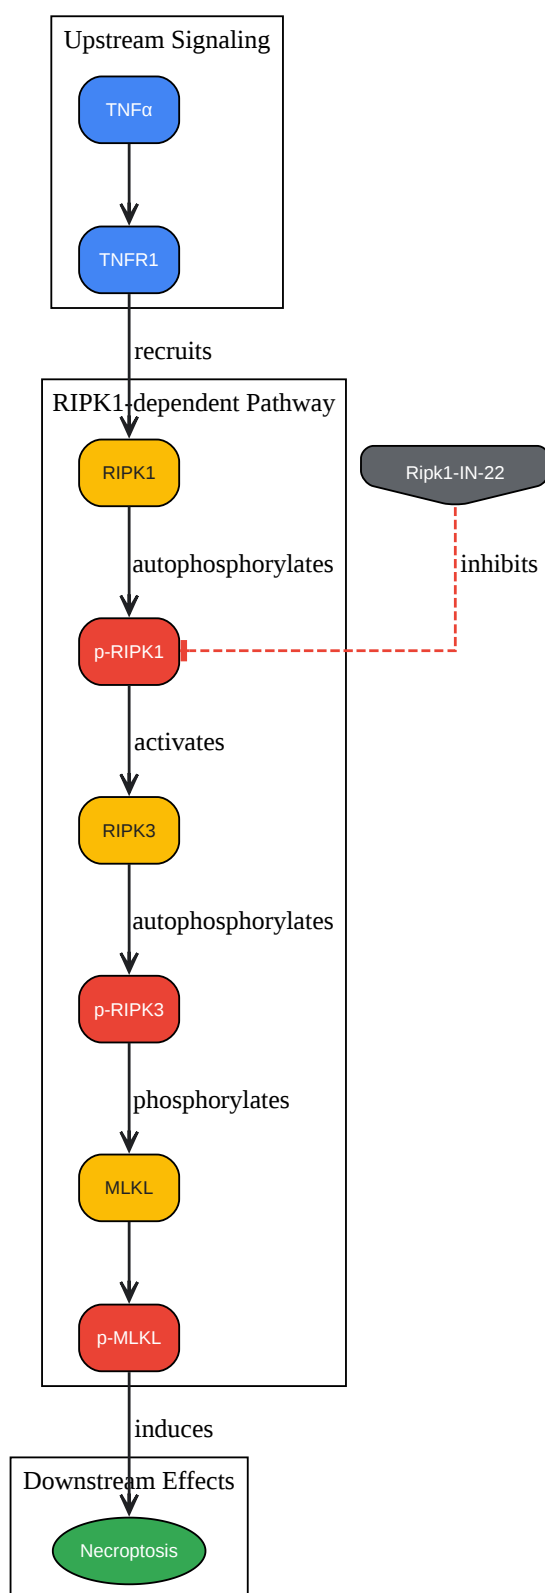 Upstream Signaling
TNFα
TNFR1
recruits
RIPK1-dependent Pathway
RIPK1
Ripk1-IN-22
autophosphorylates
inhibits
p-RIPK1
activates
RIPK3
autophosphorylates
p-RIPK3
phosphorylates
MLKL
p-MLKL
induces
Downstream Effects
Necroptosis